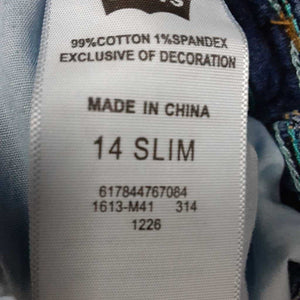 99%COTTON 1%SPANDEX
EXCLUSIVE OF DECORATION
MADE IN CHINA
14 SLIM
617844767084
1613-M41 314
1226